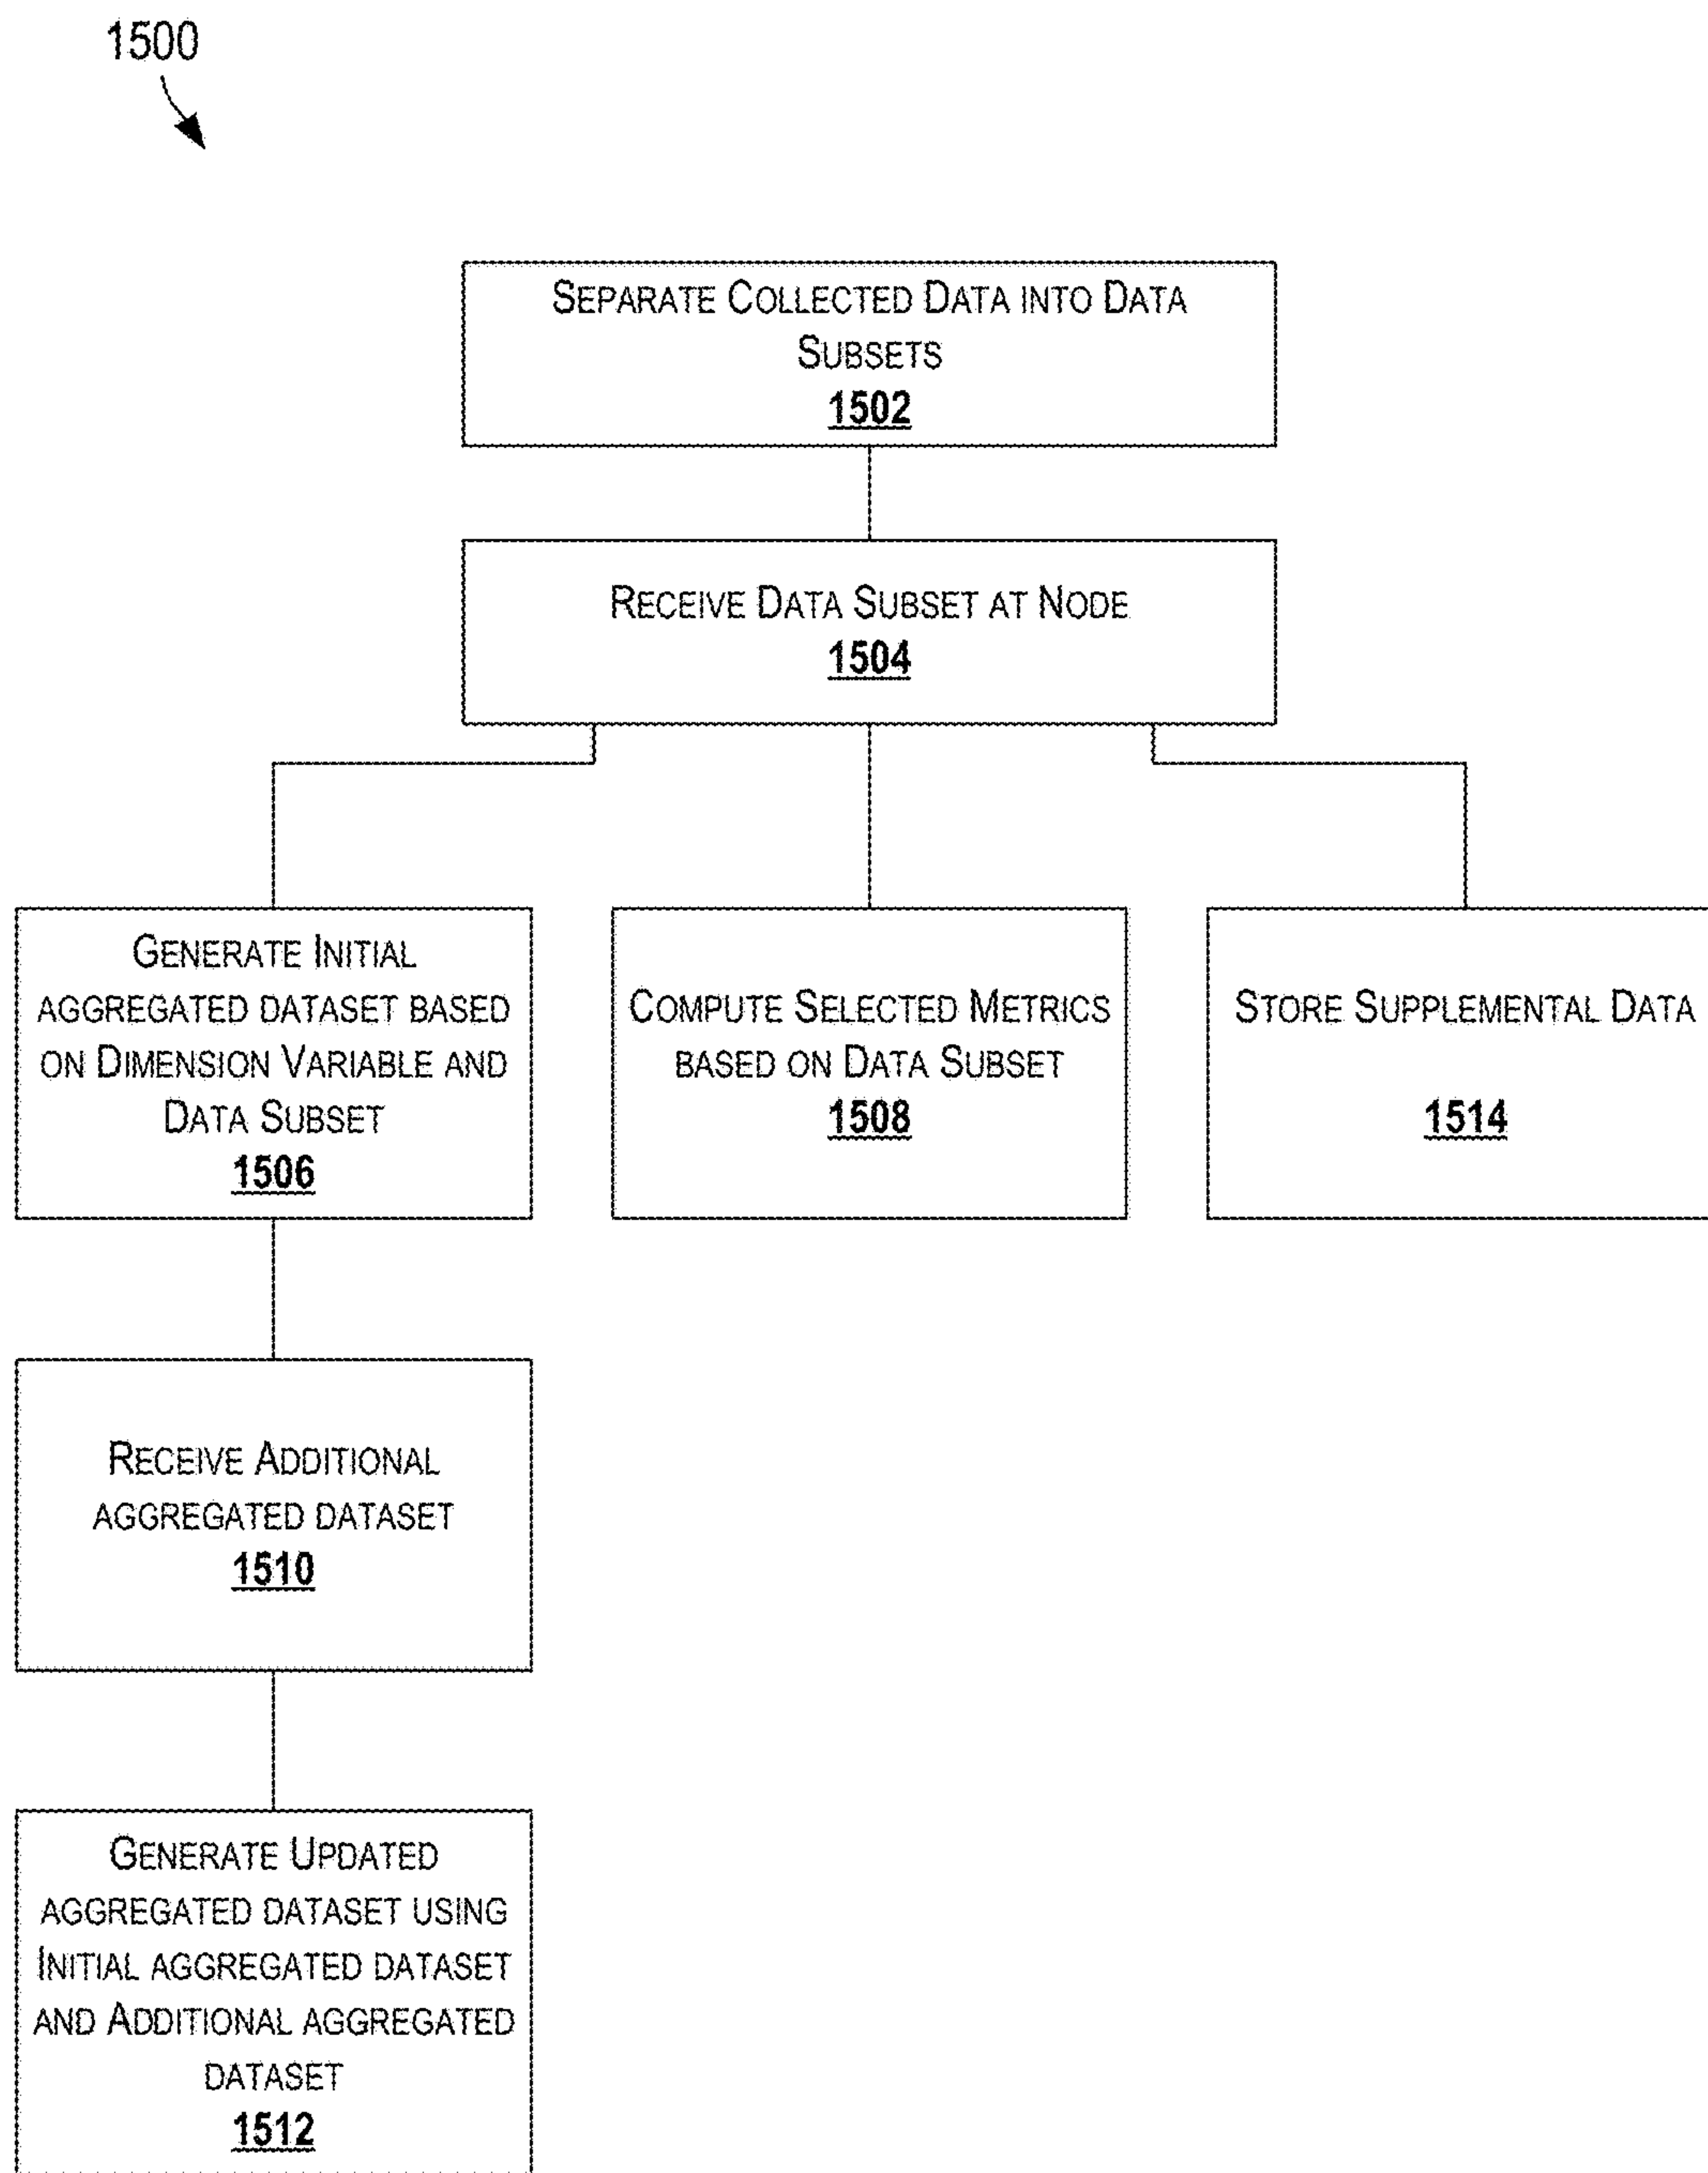 1500
SEPARATE COLLECTED DATA INTO DATA
SUBSETS
1502
RECEIVE DATA SUBSET AT NODE
1504
GENERATE INITIAL
AGGREGATED DATASET BASED
ON DIMENSION VARIABLE AND
DATA SUBSET
1506
COMPUTE SELECTED METRICS
BASED ON DATA SUBSET
1508
STORE SUPPLEMENTAL DATA
1514
RECEIVE ADDITIONAL
AGGREGATED DATASET
1510
GENERATE UPDATED
AGGREGATED DATASET USING
INITIAL AGGREGATED DATASET
AND ADDITIONAL AGGREGATED
DATASET
1512